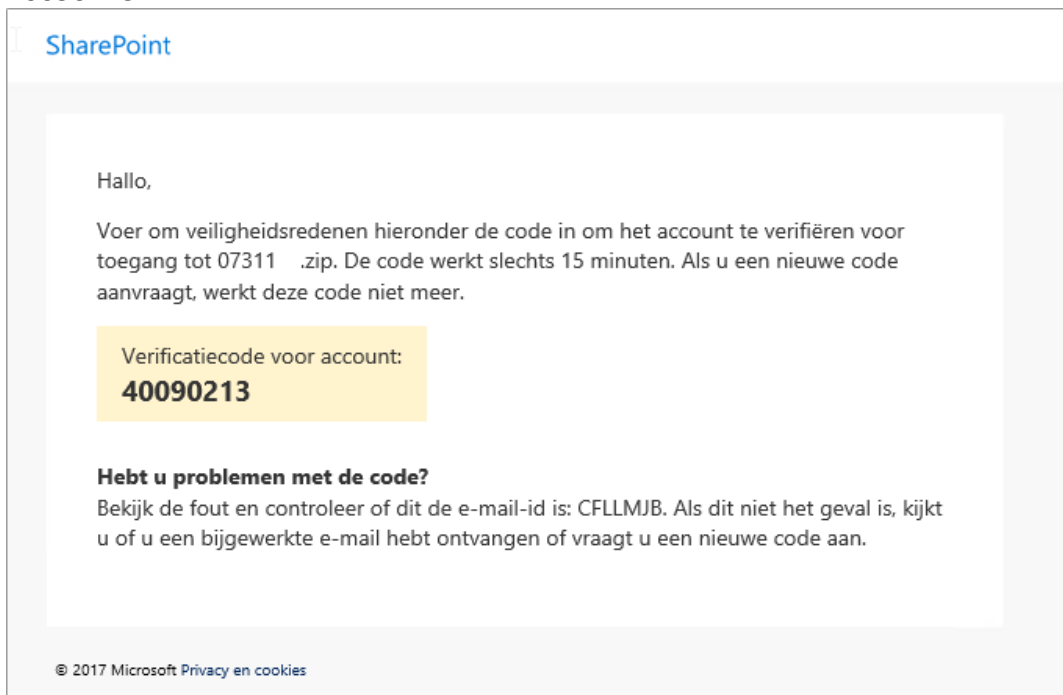 SharePoint
Hallo,
Voer om veiligheidsredenen hieronder de code in om het account te verifiëren voor
toegang tot 07311 .zip. De code werkt slechts 15 minuten. Als u een nieuwe code
aanvraagt, werkt deze code niet meer.
Verificatiecode voor account:
40090213
Hebt u problemen met de code?
Bekijk de fout en controleer of dit de e-mail-id is: CFLLMJB. Als dit niet het geval is, kijkt
u of u een bijgewerkte e-mail hebt ontvangen of vraagt u een nieuwe code aan.
© 2017 Microsoft Privacy en cookies